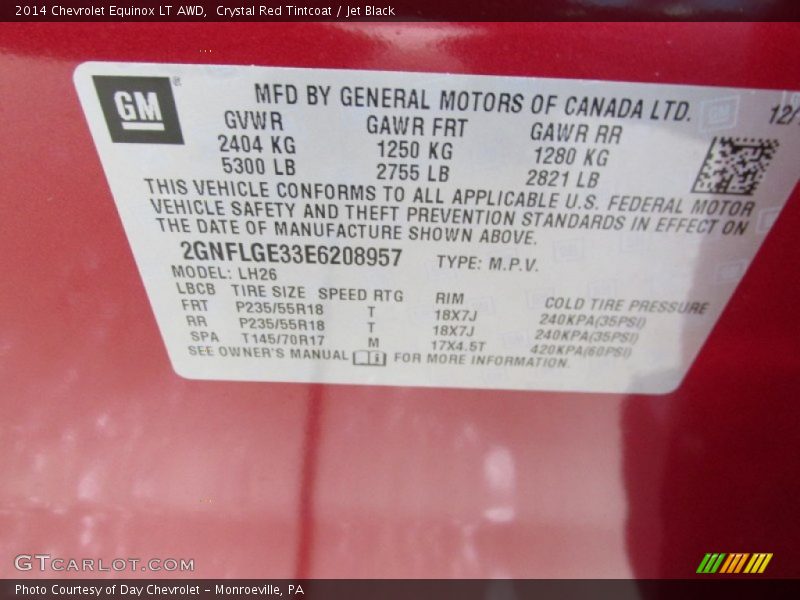 2014 Chevrolet Equinox LT AWD,  Crystal Red Tintcoat / Jet Black
GM ®
MFD BY GENERAL MOTORS OF CANADA LTD. 12/
GVWR GAWR FRT GAWR RR
2404 KG 1250 KG 1280 KG
5300 LB 2755 LB 2821 LB
THIS VEHICLE CONFORMS TO ALL APPLICABLE U.S. FEDERAL MOTOR
VEHICLE SAFETY AND THEFT PREVENTION STANDARDS IN EFFECT ON
THE DATE OF MANUFACTURE SHOWN ABOVE.
2GNFLGE33E6208957 TYPE: M.P.V.
MODEL: LH26
LBCB TIRE SIZE SPEED RTG RIM COLD TIRE PRESSURE
FRT P235/55R18 T 18X7J 240KPA(35PSI)
RR P235/55R18 T 18X7J 240KPA(35PSI)
SPA T145/70R17 M 17X4.5T 420KPA(60PSI)
SEE OWNER'S MANUAL FOR MORE INFORMATION.
GTCARLOT.COM
Photo Courtesy of Day Chevrolet - Monroeville, PA